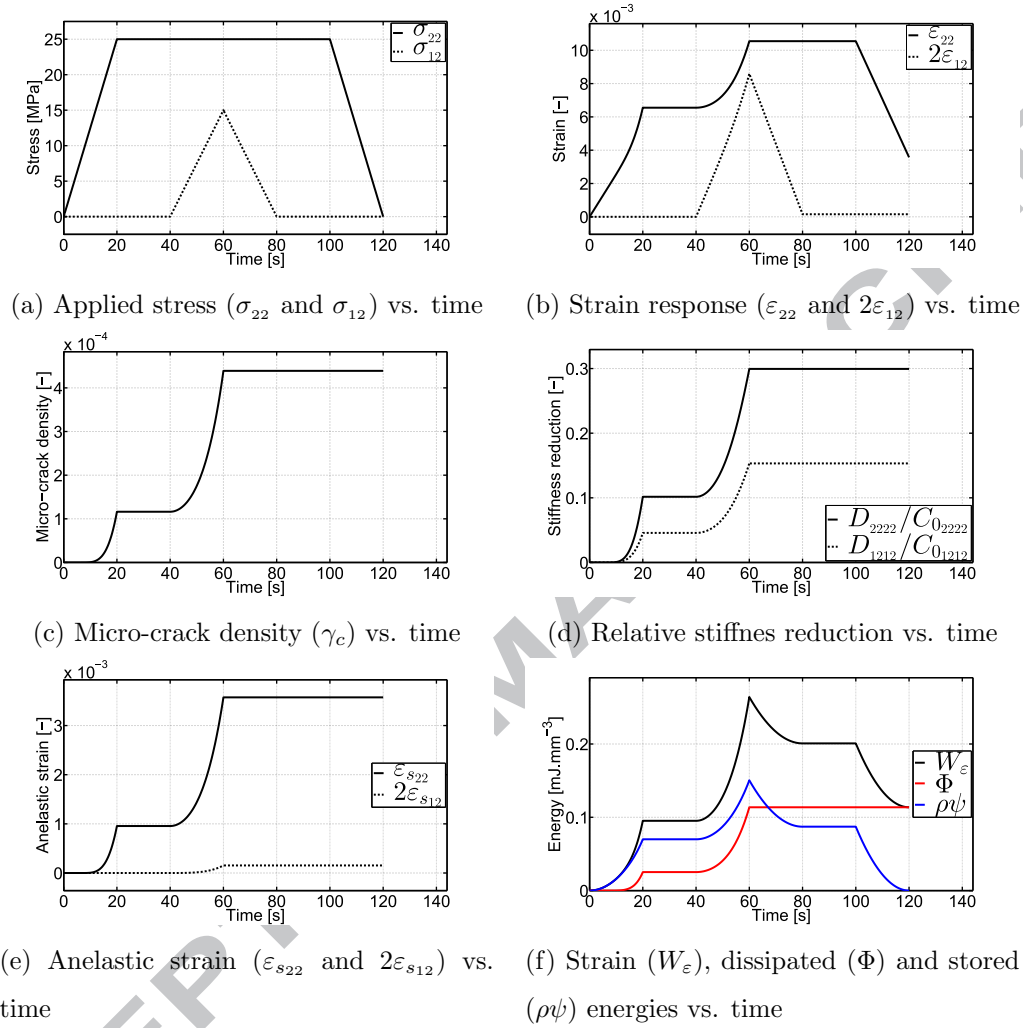 25
20
15
10
5
0
0 20 40 60 80 100 120 140
Stress [MPa]
Time [s]
σ22
σ12
x 10−3
10
8
6
4
2
0
0 20 40 60 80 100 120 140
Strain [−]
Time [s]
ε22
2ε12
(a) Applied stress (σ22 and σ12) vs. time
(b) Strain response (ε22 and 2ε12) vs. time
x 10−4
4
3
2
1
0
0 20 40 60 80 100 120 140
Micro−crack density [−]
Time [s]
0.3
0.2
0.1
0
0 20 40 60 80 100 120 140
Stiffness reduction [−]
Time [s]
D2222/C02222
D1212/C01212
(c) Micro-crack density (γc) vs. time
(d) Relative stiffnes reduction vs. time
x 10−3
3
2
1
0
0 20 40 60 80 100 120 140
Anelastic strain [−]
Time [s]
εs22
2εs12
0.2
0.1
0
0 20 40 60 80 100 120 140
Energy [mJ.mm−3]
Time [s]
Wε
Φ
ρψ
(e) Anelastic strain (εs22 and 2εs12) vs.
time
(f) Strain (Wε), dissipated (Φ) and stored
(ρψ) energies vs. time